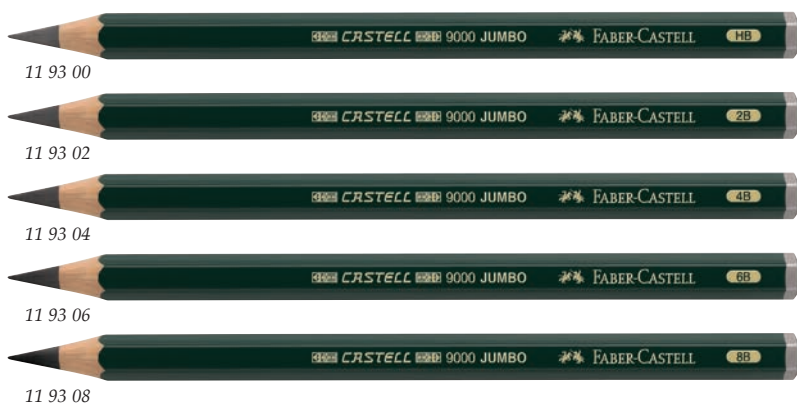 CASTELL 9000 JUMBO FABER-CASTELL HB
11 93 00
CASTELL 9000 JUMBO FABER-CASTELL 2B
11 93 02
CASTELL 9000 JUMBO FABER-CASTELL 4B
11 93 04
CASTELL 9000 JUMBO FABER-CASTELL 6B
11 93 06
CASTELL 9000 JUMBO FABER-CASTELL 8B
11 93 08